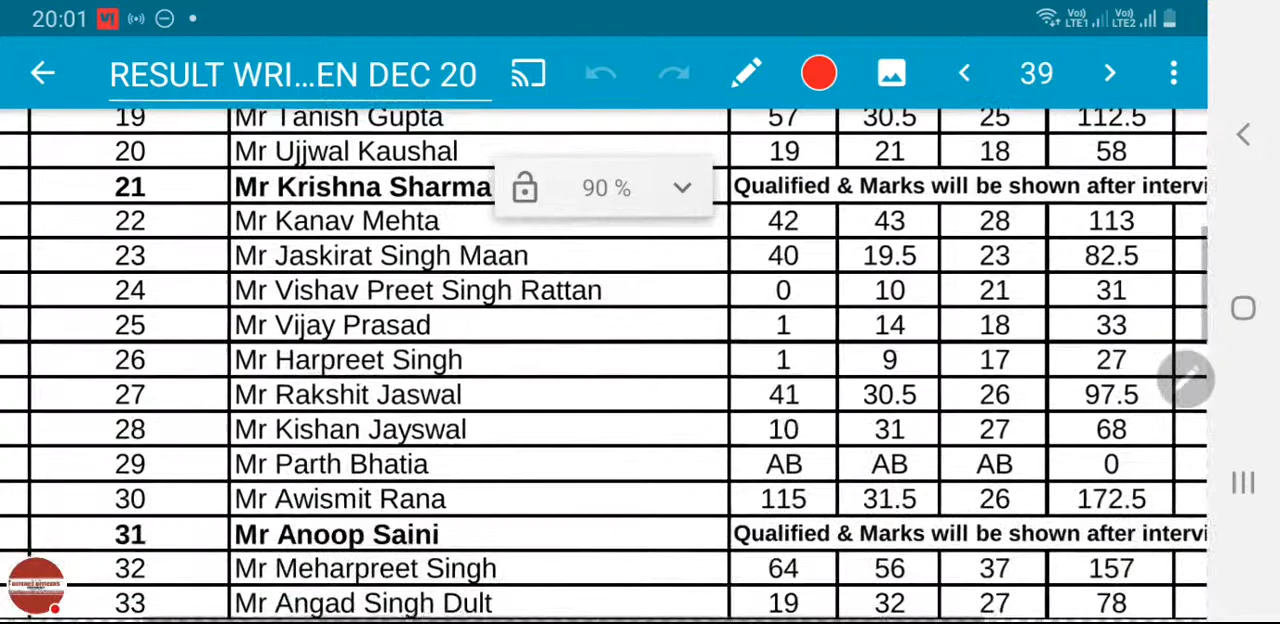 20:01 Vo) LTE1 Vo) LTE2
RESULT WRI...EN DEC 20 39
19 Mr Tanish Gupta 57 30.5 25 112.5
20 Mr Ujjwal Kaushal 19 21 18 58
21 Mr Krishna Sharma Qualified & Marks will be shown after intervi
90 %
22 Mr Kanav Mehta 42 43 28 113
23 Mr Jaskirat Singh Maan 40 19.5 23 82.5
24 Mr Vishav Preet Singh Rattan 0 10 21 31
25 Mr Vijay Prasad 1 14 18 33
26 Mr Harpreet Singh 1 9 17 27
27 Mr Rakshit Jaswal 41 30.5 26 97.5
28 Mr Kishan Jayswal 10 31 27 68
29 Mr Parth Bhatia AB AB AB 0
30 Mr Awismit Rana 115 31.5 26 172.5
31 Mr Anoop Saini Qualified & Marks will be shown after intervi
32 Mr Meharpreet Singh 64 56 37 157
33 Mr Angad Singh Dult 19 32 27 78